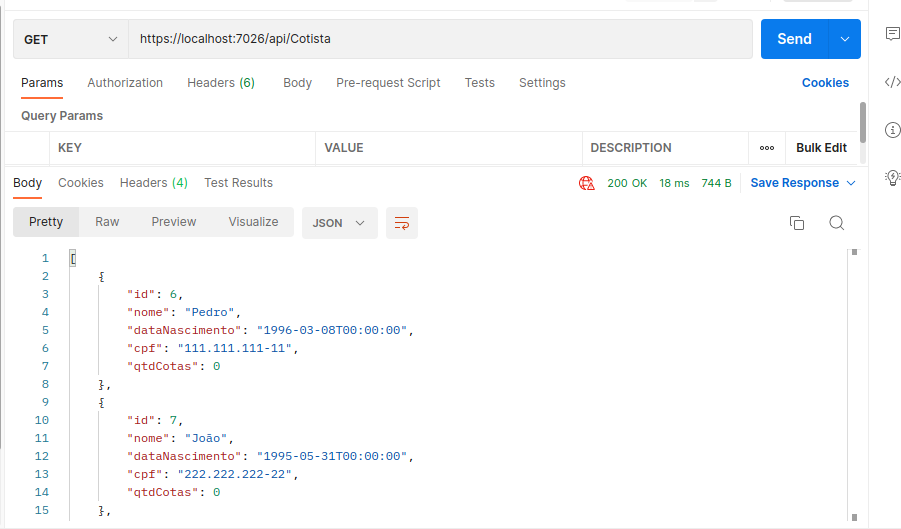 GET https://localhost:7026/api/Cotista Send
Params Authorization Headers (6) Body Pre-request Script Tests Settings Cookies
Query Params
KEY VALUE DESCRIPTION ooo Bulk Edit
Body Cookies Headers (4) Test Results 200 OK 18 ms 744 B Save Response
Pretty Raw Preview Visualize JSON
1 [
2 {
3 "id": 6,
4 "nome": "Pedro",
5 "dataNascimento": "1996-03-08T00:00:00",
6 "cpf": "111.111.111-11",
7 "qtdCotas": 0
8 },
9 {
10 "id": 7,
11 "nome": "João",
12 "dataNascimento": "1995-05-31T00:00:00",
13 "cpf": "222.222.222-22",
14 "qtdCotas": 0
15 },